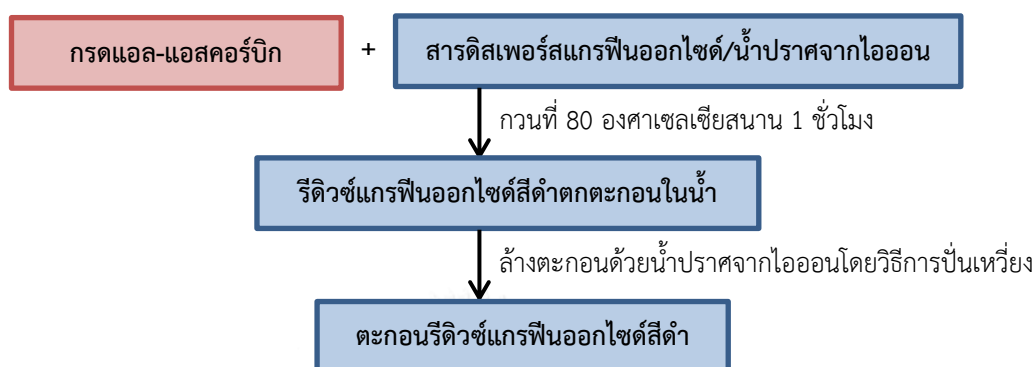 กรดแอล-แอสคอร์บิก + สารดิสเพอร์สแกรฟีนออกไซด์/น้ำปราศจากไอออน
กวนที่ 80 องศาเซลเซียสนาน 1 ชั่วโมง
รีดิวซ์แกรฟีนออกไซด์สีดำตกตะกอนในน้ำ
ล้างตะกอนด้วยน้ำปราศจากไอออนโดยวิธีการปั่นเหวี่ยง
ตะกอนรีดิวซ์แกรฟีนออกไซด์สีดำ